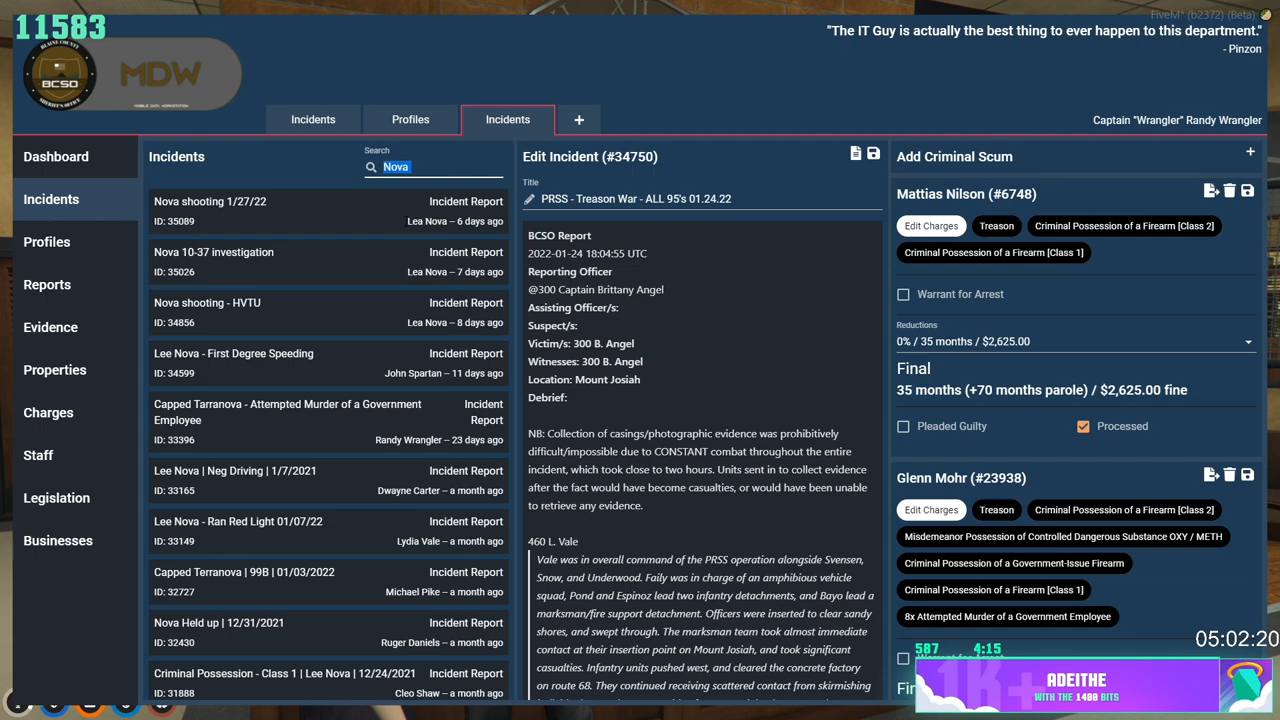 11583
FiveM® (b2372) (Beta)
"The IT Guy is actually the best thing to ever happen to this department."
- Pinzon
BLAINE COUNTY
BCSO
SHERIFF'S OFFICE
MDW
MOBILE DATA WORKSTATION
Incidents
Profiles
Incidents
+
Captain "Wrangler" Randy Wrangler
Dashboard
Incidents
Profiles
Reports
Evidence
Properties
Charges
Staff
Legislation
Businesses
Incidents
Search
Nova
Nova shooting 1/27/22 Incident Report
ID: 35089 Lea Nova – 6 days ago
Nova 10-37 investigation Incident Report
ID: 35026 Lea Nova – 7 days ago
Nova shooting - HVTU Incident Report
ID: 34856 Lea Nova – 8 days ago
Lee Nova - First Degree Speeding Incident Report
ID: 34599 John Spartan – 11 days ago
Capped Tarranova - Attempted Murder of a Government Incident
Employee Report
ID: 33396 Randy Wrangler – 23 days ago
Lee Nova | Neg Driving | 1/7/2021 Incident Report
ID: 33165 Dwayne Carter – a month ago
Lee Nova - Ran Red Light 01/07/22 Incident Report
ID: 33149 Lydia Vale – a month ago
Capped Terranova | 99B | 01/03/2022 Incident Report
ID: 32727 Michael Pike – a month ago
Nova Held up | 12/31/2021 Incident Report
ID: 32430 Ruger Daniels – a month ago
Criminal Possession - Class 1 | Lee Nova | 12/24/2021 Incident Report
ID: 31888 Cleo Shaw – a month ago
Edit Incident (#34750)
Title
PRSS - Treason War - ALL 95's 01.24.22
BCSO Report
2022-01-24 18:04:55 UTC
Reporting Officer
@300 Captain Brittany Angel
Assisting Officer/s:
Suspect/s:
Victim/s: 300 B. Angel
Witnesses: 300 B. Angel
Location: Mount Josiah
Debrief:
NB: Collection of casings/photographic evidence was prohibitively
difficult/impossible due to CONSTANT combat throughout the entire
incident, which took close to two hours. Units sent in to collect evidence
after the fact would have become casualties, or would have been unable
to retrieve any evidence.
460 L. Vale
Vale was in overall command of the PRSS operation alongside Svensen,
Snow, and Underwood. Faily was in charge of an amphibious vehicle
squad, Pond and Espinoz lead two infantry detachments, and Bayo lead a
marksman/fire support detachment. Officers were inserted to clear sandy
shores, and swept through. The marksman team took almost immediate
contact at their insertion point on Mount Josiah, and took significant
casualties. Infantry units pushed west, and cleared the concrete factory
on route 68. They continued receiving scattered contact from skirmishing
Add Criminal Scum
+
Mattias Nilson (#6748)
Edit Charges Treason Criminal Possession of a Firearm [Class 2]
Criminal Possession of a Firearm [Class 1]
Warrant for Arrest
Reductions
0% / 35 months / $2,625.00
Final
35 months (+70 months parole) / $2,625.00 fine
Pleaded Guilty Processed
Glenn Mohr (#23938)
Edit Charges Treason Criminal Possession of a Firearm [Class 2]
Misdemeanor Possession of Controlled Dangerous Substance OXY / METH
Criminal Possession of a Government-Issue Firearm
Criminal Possession of a Firearm [Class 1]
8x Attempted Murder of a Government Employee
05:02:20
587 4:15
1K+
ADEITHE
WITH THE 1400 BITS